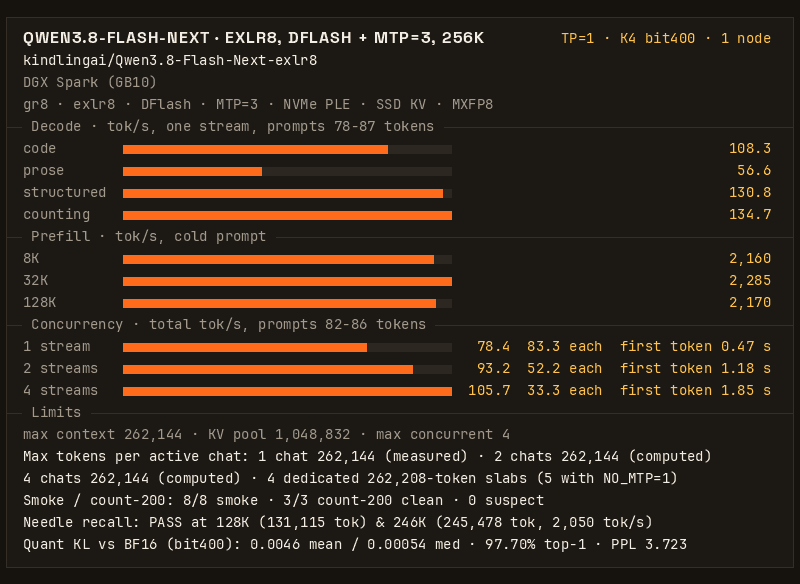 QWEN3.8-FLASH-NEXT · EXLR8, DFLASH + MTP=3, 256K TP=1 · K4 bit400 · 1 node
kindlingai/Qwen3.8-Flash-Next-exlr8
DGX Spark (GB10)
gr8 · exlr8 · DFlash · MTP=3 · NVMe PLE · SSD KV · MXFP8
Decode · tok/s, one stream, prompts 78-87 tokens
code 108.3
prose 56.6
structured 130.8
counting 134.7
Prefill · tok/s, cold prompt
8K 2,160
32K 2,285
128K 2,170
Concurrency · total tok/s, prompts 82-86 tokens
1 stream 78.4 83.3 each first token 0.47 s
2 streams 93.2 52.2 each first token 1.18 s
4 streams 105.7 33.3 each first token 1.85 s
Limits
max context 262,144 · KV pool 1,048,832 · max concurrent 4
Max tokens per active chat: 1 chat 262,144 (measured) · 2 chats 262,144 (computed)
4 chats 262,144 (computed) · 4 dedicated 262,208-token slabs (5 with NO_MTP=1)
Smoke / count-200: 8/8 smoke · 3/3 count-200 clean · 0 suspect
Needle recall: PASS at 128K (131,115 tok) & 246K (245,478 tok, 2,050 tok/s)
Quant KL vs BF16 (bit400): 0.0046 mean / 0.00054 med · 97.70% top-1 · PPL 3.723